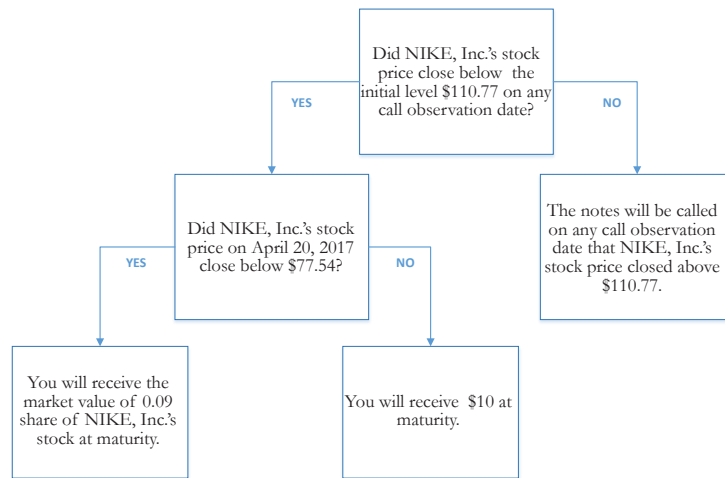 Did NIKE, Inc.'s stock
price close below the
initial level $110.77 on any
call observation date?
YES
NO
Did NIKE, Inc.'s stock
price on April 20, 2017
close below $77.54?
The notes will be called
on any call observation
date that NIKE, Inc.'s
stock price closed above
$110.77.
YES
NO
You will receive the
market value of 0.09
share of NIKE, Inc.'s
stock at maturity.
You will receive $10 at
maturity.